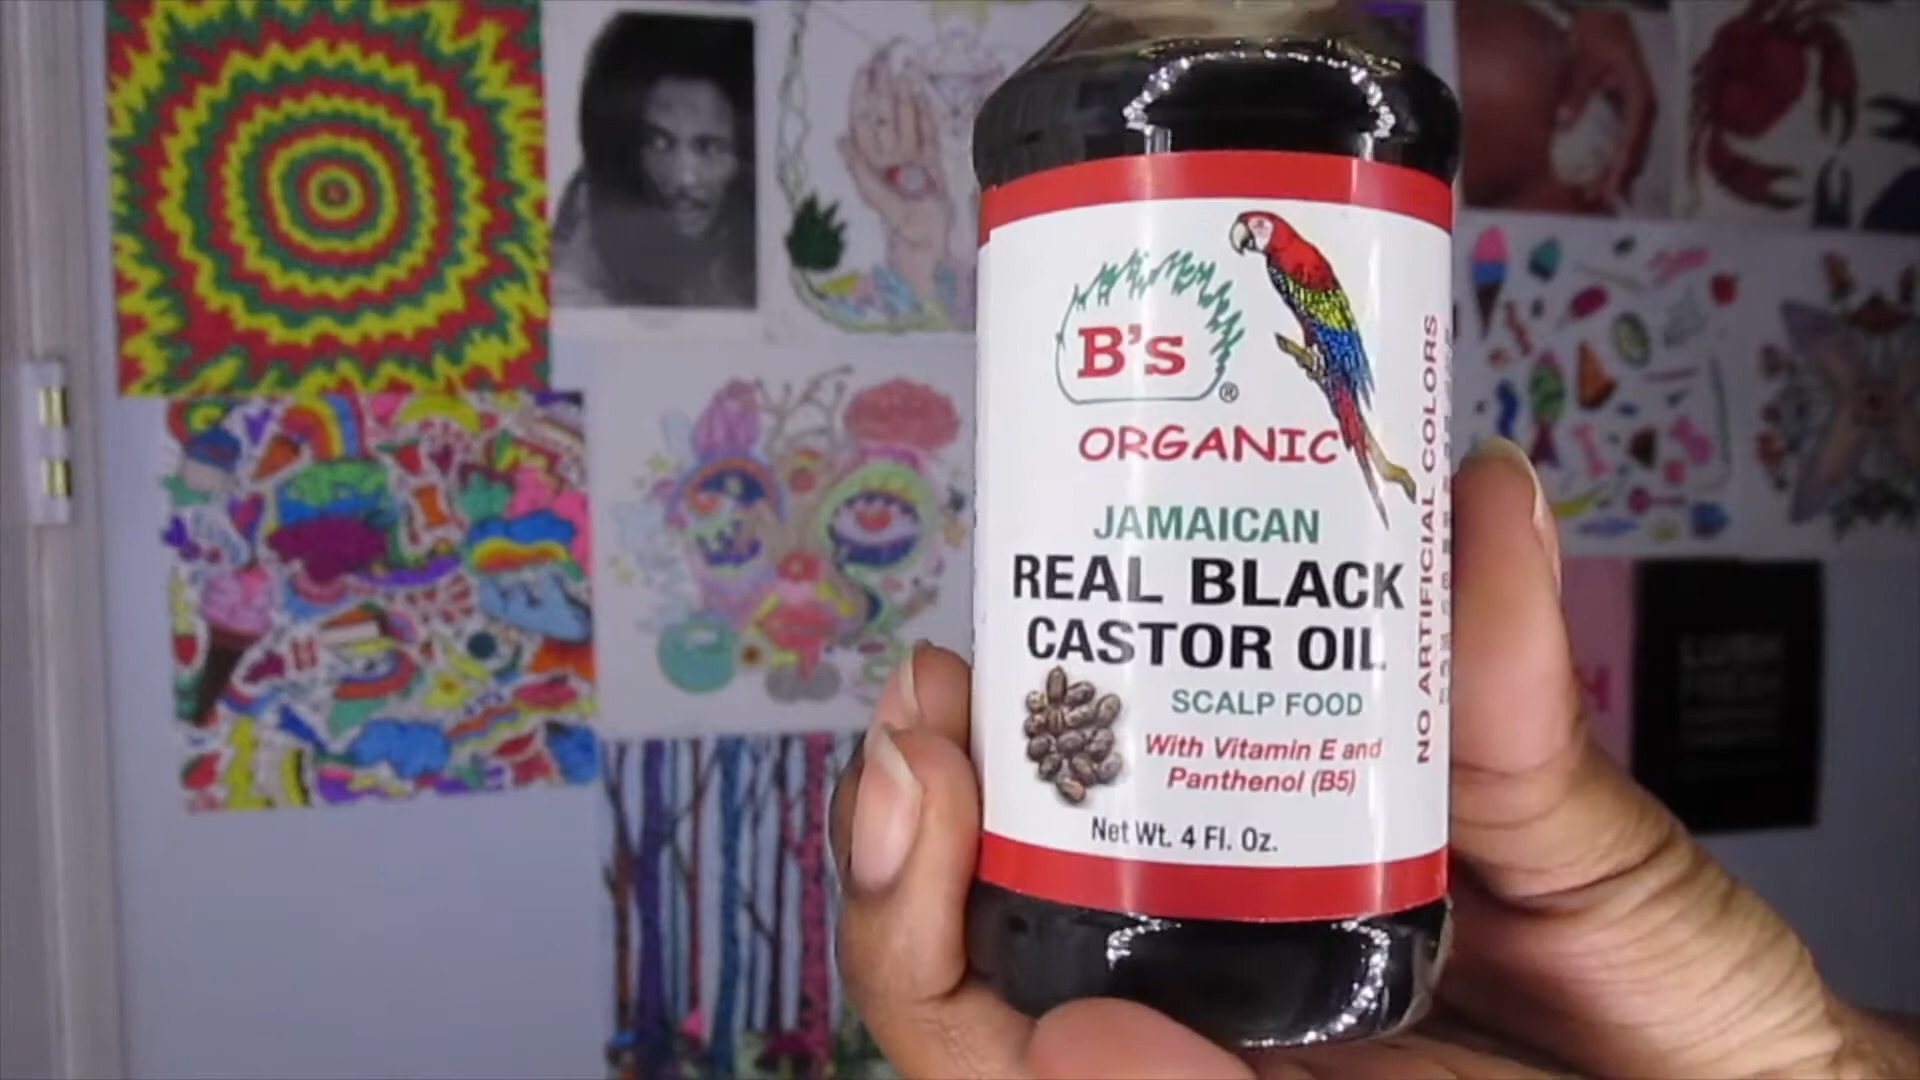 B's
®
ORGANIC
JAMAICAN
REAL BLACK
CASTOR OIL
SCALP FOOD
With Vitamin E and
Panthenol (B5)
Net Wt. 4 Fl. Oz.
NO ARTIFICIAL COLORS